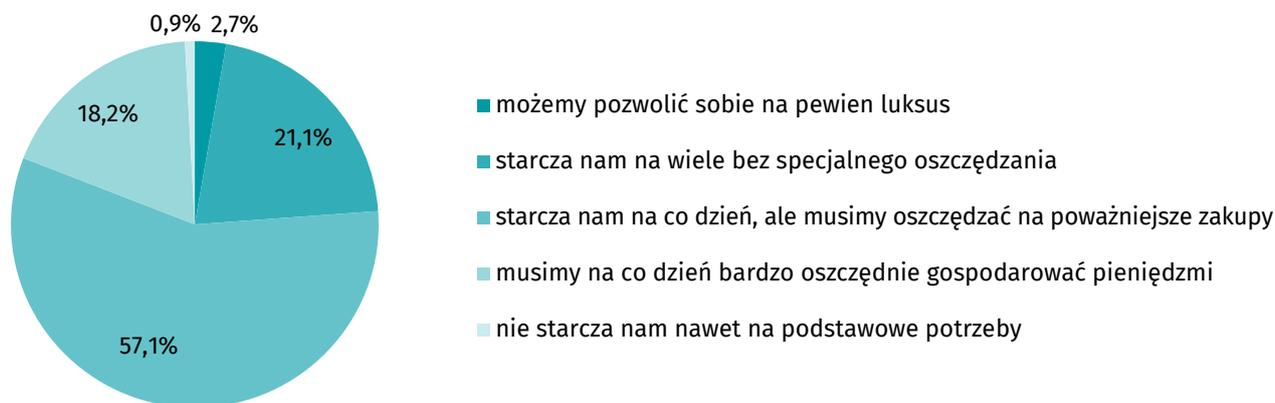 0,9% 2,7%
18,2%
21,1%
57,1%
możemy pozwolić sobie na pewien luksus
starcza nam na wiele bez specjalnego oszczędzania
starcza nam na co dzień, ale musimy oszczędzać na poważniejsze zakupy
musimy na co dzień bardzo oszczędnie gospodarować pieniędzmi
nie starcza nam nawet na podstawowe potrzeby